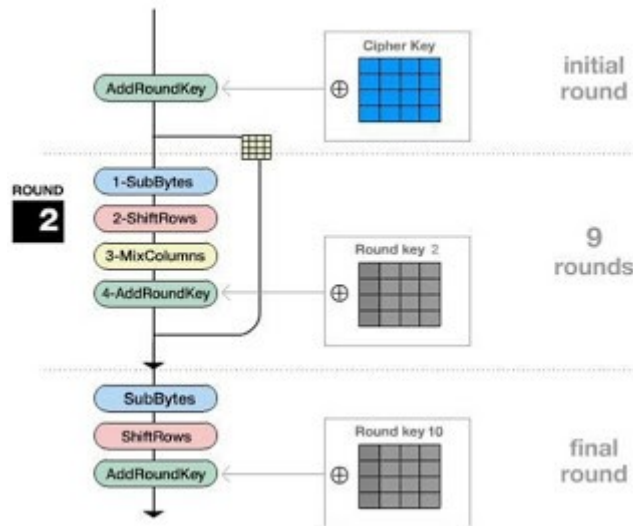 Cipher Key
AddRoundKey
initial
round
ROUND
2
1-SubBytes
2-ShiftRows
3-MixColumns
4-AddRoundKey
Round key 2
9
rounds
SubBytes
ShiftRows
AddRoundKey
Round key 10
final
round